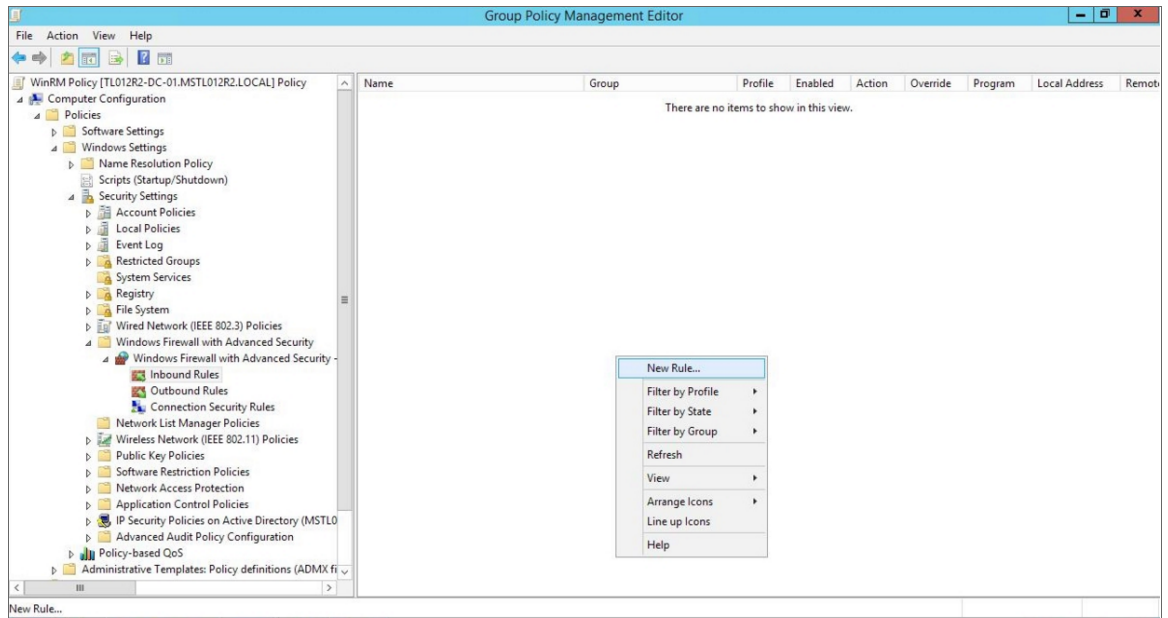 Group Policy Management Editor
File Action View Help
WinRM Policy [TL012R2-DC-01.MSTL012R2.LOCAL] Policy
Computer Configuration
Policies
Software Settings
Windows Settings
Name Resolution Policy
Scripts (Startup/Shutdown)
Security Settings
Account Policies
Local Policies
Event Log
Restricted Groups
System Services
Registry
File System
Wired Network (IEEE 802.3) Policies
Windows Firewall with Advanced Security
Windows Firewall with Advanced Security -
Inbound Rules
Outbound Rules
Connection Security Rules
Network List Manager Policies
Wireless Network (IEEE 802.11) Policies
Public Key Policies
Software Restriction Policies
Network Access Protection
Application Control Policies
IP Security Policies on Active Directory (MSTL0
Advanced Audit Policy Configuration
Policy-based QoS
Administrative Templates: Policy definitions (ADMX fi
Name Group Profile Enabled Action Override Program Local Address Remot
There are no items to show in this view.
New Rule...
Filter by Profile
Filter by State
Filter by Group
Refresh
View
Arrange Icons
Line up Icons
Help
New Rule...